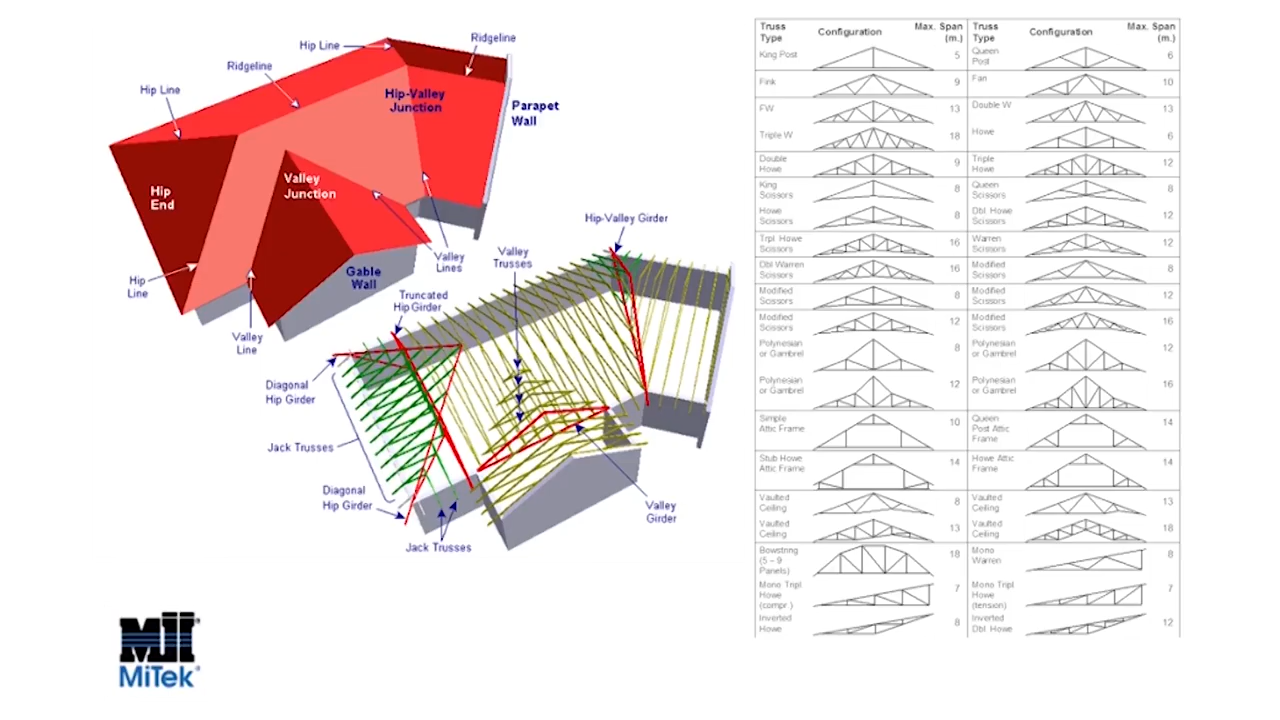 Hip Line
Ridgeline
Ridgeline
Hip Line
Hip-Valley
Junction
Parapet
Wall
Hip
End
Valley
Junction
Hip
Line
Gable
Wall
Valley
Lines
Valley
Line
Hip-Valley Girder
Valley
Trusses
Truncated
Hip Girder
Diagonal
Hip Girder
Jack Trusses
Diagonal
Hip Girder
Jack Trusses
Valley
Girder
MiTek®
Truss
Type
Configuration
Max. Span
(m.)
Truss
Type
Configuration
Max. Span
(m.)
King Post 5
Queen
Post 6
Fink 9
Fan 10
FW 13
Double W 13
Triple W 18
Howe 6
Double
Howe 9
Triple
Howe 12
King
Scissors 8
Queen
Scissors 8
Howe
Scissors 8
Dbl Howe
Scissors 12
Trpl Howe
Scissors 16
Warren
Scissors 12
Dbl Warren
Scissors 16
Modified
Scissors 8
Modified
Scissors 8
Modified
Scissors 12
Modified
Scissors 12
Modified
Scissors 16
Polynesian
or Gambrel 8
Polynesian
or Gambrel 12
Polynesian
or Gambrel 12
Polynesian
or Gambrel 16
Simple
Attic Frame 10
Queen
Post Attic
Frame 14
Stub Howe
Attic Frame 14
Howe Attic
Frame 14
Vaulted
Ceiling 8
Vaulted
Ceiling 13
Vaulted
Ceiling 13
Vaulted
Ceiling 18
Bowstring
(5 – 9
Panels) 18
Mono
Warren 8
Mono Tripl
Howe
(compr.) 7
Mono Tripl
Howe
(tension) 7
Inverted
Howe 8
Inverted
Dbl Howe 12